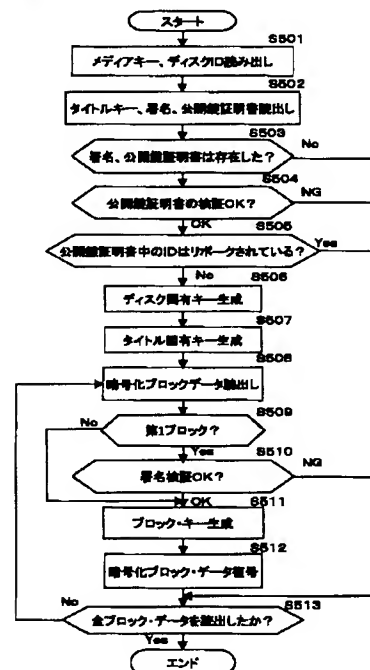 スタート
S501
メディアキー、ディスクID読み出し
S502
タイトルキー、署名、公開鍵証明書読出し
S503
署名、公開鍵証明書は存在した?
No
S504
公開鍵証明書の検証OK?
NG
OK
S505
公開鍵証明書中のIDはリボークされている?
Yes
No
S506
ディスク固有キー生成
S507
タイトル固有キー生成
S508
暗号化ブロックデータ読出し
S509
No
第1ブロック?
Yes
S510
署名検証OK?
NG
OK
S511
ブロック・キー生成
S512
暗号化ブロック・データ復号
S513
No
全ブロック・データを読出したか?
Yes
エンド